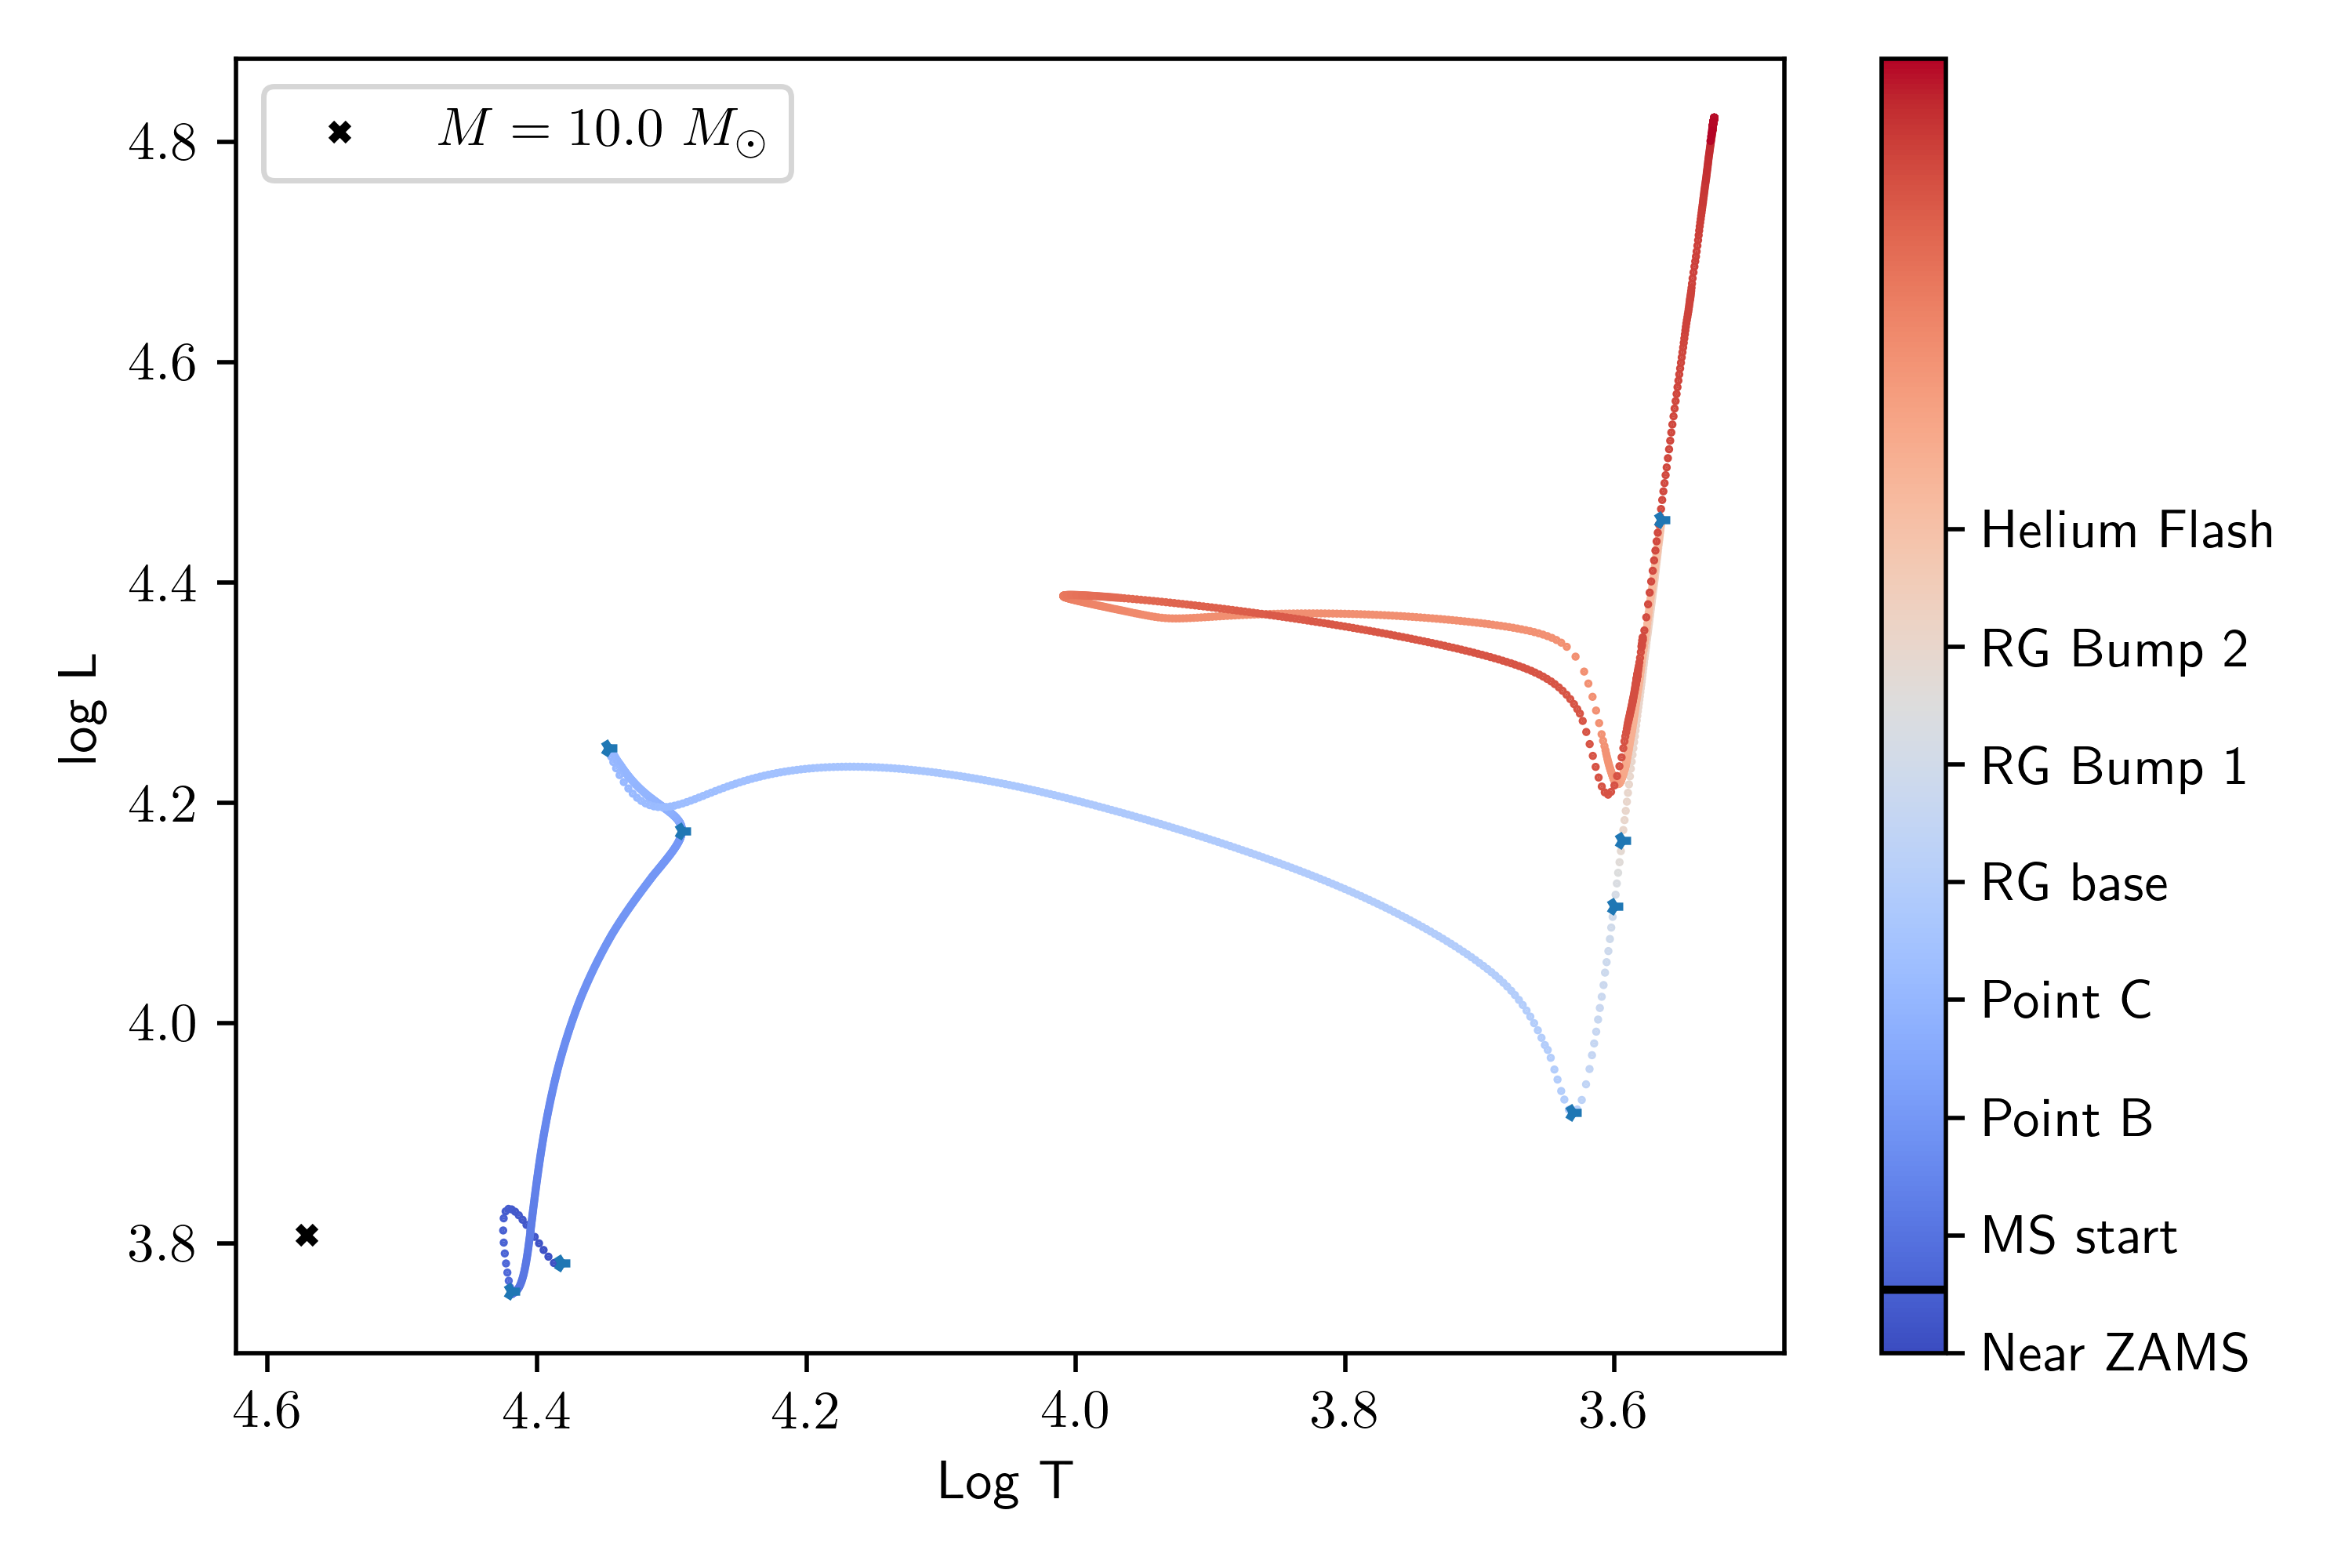 M = 10.0 M☉
4.8
4.6
4.4
4.2
4.0
3.8
log L
4.6 4.4 4.2 4.0 3.8 3.6
Log T
Helium Flash
RG Bump 2
RG Bump 1
RG base
Point C
Point B
MS start
Near ZAMS